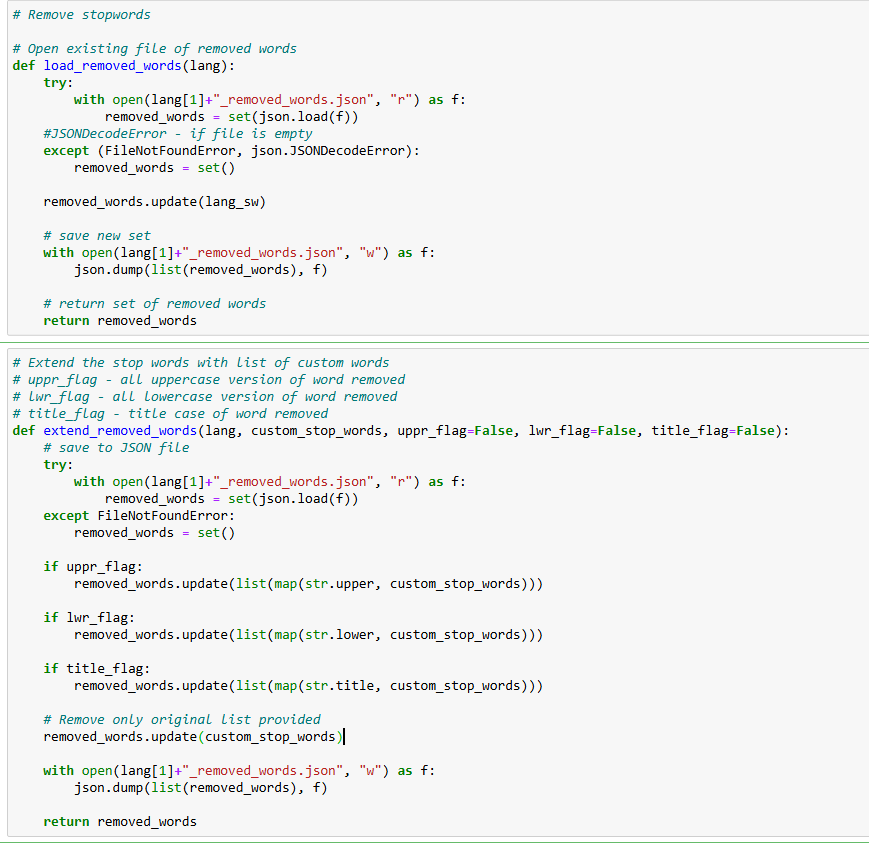 # Remove stopwords
# Open existing file of removed words
def load_removed_words(lang):
    try:
        with open(lang[1]+"_removed_words.json", "r") as f:
            removed_words = set(json.load(f))
    #JSONDecodeError - if file is empty
    except (FileNotFoundError, json.JSONDecodeError):
        removed_words = set()
    removed_words.update(lang_sw)
    # save new set
    with open(lang[1]+"_removed_words.json", "w") as f:
        json.dump(list(removed_words), f)
    # return set of removed words
    return removed_words
# Extend the stop words with list of custom words
# uppr_flag - all uppercase version of word removed
# lwr_flag - all lowercase version of word removed
# title_flag - title case of word removed
def extend_removed_words(lang, custom_stop_words, uppr_flag=False, lwr_flag=False, title_flag=False):
    # save to JSON file
    try:
        with open(lang[1]+"_removed_words.json", "r") as f:
            removed_words = set(json.load(f))
    except FileNotFoundError:
        removed_words = set()
    if uppr_flag:
        removed_words.update(list(map(str.upper, custom_stop_words)))
    if lwr_flag:
        removed_words.update(list(map(str.lower, custom_stop_words)))
    if title_flag:
        removed_words.update(list(map(str.title, custom_stop_words)))
    # Remove only original list provided
    removed_words.update(custom_stop_words)
    with open(lang[1]+"_removed_words.json", "w") as f:
        json.dump(list(removed_words), f)
    return removed_words